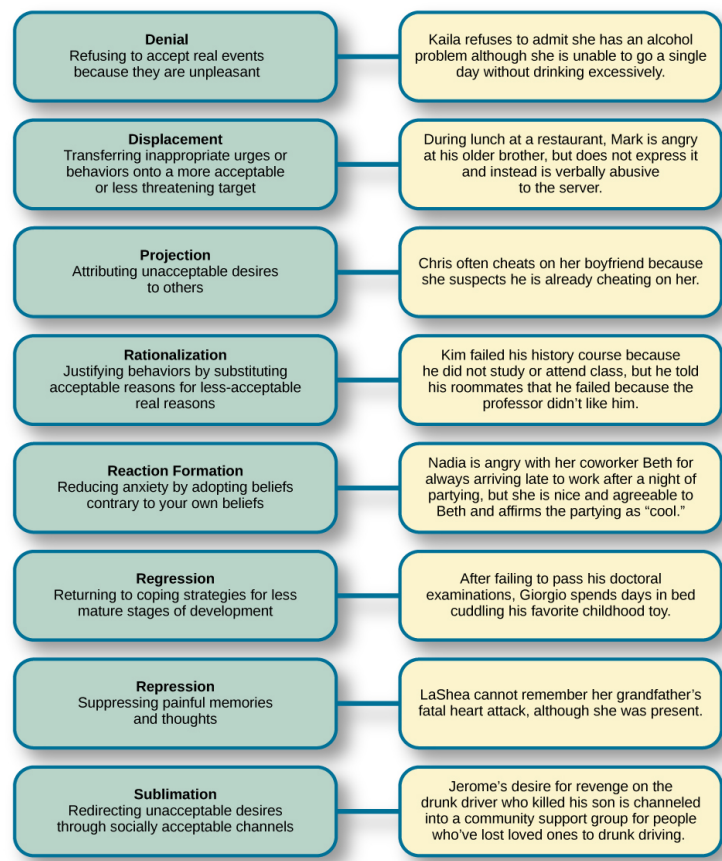 Denial
Refusing to accept real events
because they are unpleasant
Kaila refuses to admit she has an alcohol
problem although she is unable to go a single
day without drinking excessively.
Displacement
Transferring inappropriate urges or
behaviors onto a more acceptable
or less threatening target
During lunch at a restaurant, Mark is angry
at his older brother, but does not express it
and instead is verbally abusive
to the server.
Projection
Attributing unacceptable desires
to others
Chris often cheats on her boyfriend because
she suspects he is already cheating on her.
Rationalization
Justifying behaviors by substituting
acceptable reasons for less-acceptable
real reasons
Kim failed his history course because
he did not study or attend class, but he told
his roommates that he failed because the
professor didn’t like him.
Reaction Formation
Reducing anxiety by adopting beliefs
contrary to your own beliefs
Nadia is angry with her coworker Beth for
always arriving late to work after a night of
partying, but she is nice and agreeable to
Beth and affirms the partying as “cool.”
Regression
Returning to coping strategies for less
mature stages of development
After failing to pass his doctoral
examinations, Giorgio spends days in bed
cuddling his favorite childhood toy.
Repression
Suppressing painful memories
and thoughts
LaShea cannot remember her grandfather’s
fatal heart attack, although she was present.
Sublimation
Redirecting unacceptable desires
through socially acceptable channels
Jerome’s desire for revenge on the
drunk driver who killed his son is channeled
into a community support group for people
who’ve lost loved ones to drunk driving.